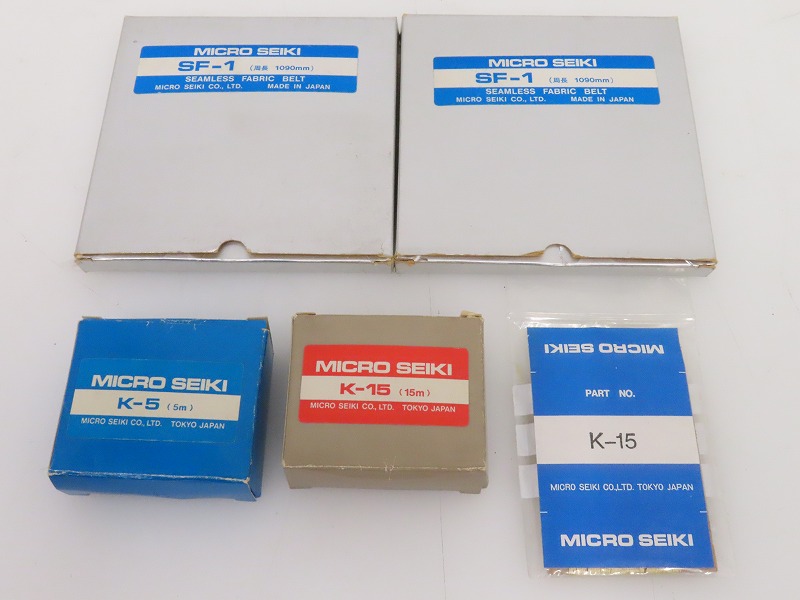 MICRO SEIKI
SF-1 (周長 1090mm)
SEAMLESS FABRIC BELT
MICRO SEIKI CO., LTD. MADE IN JAPAN
MICRO SEIKI
SF-1 (周長 1090mm)
SEAMLESS FABRIC BELT
MICRO SEIKI CO., LTD. MADE IN JAPAN
MICRO SEIKI
K-5 (5m)
MICRO SEIKI CO., LTD. TOKYO JAPAN
MICRO SEIKI
K-15 (15m)
MICRO SEIKI CO., LTD. TOKYO JAPAN
MICRO SEIKI
PART NO.
K-15
MICRO SEIKI CO.,LTD. TOKYO JAPAN
MICRO SEIKI